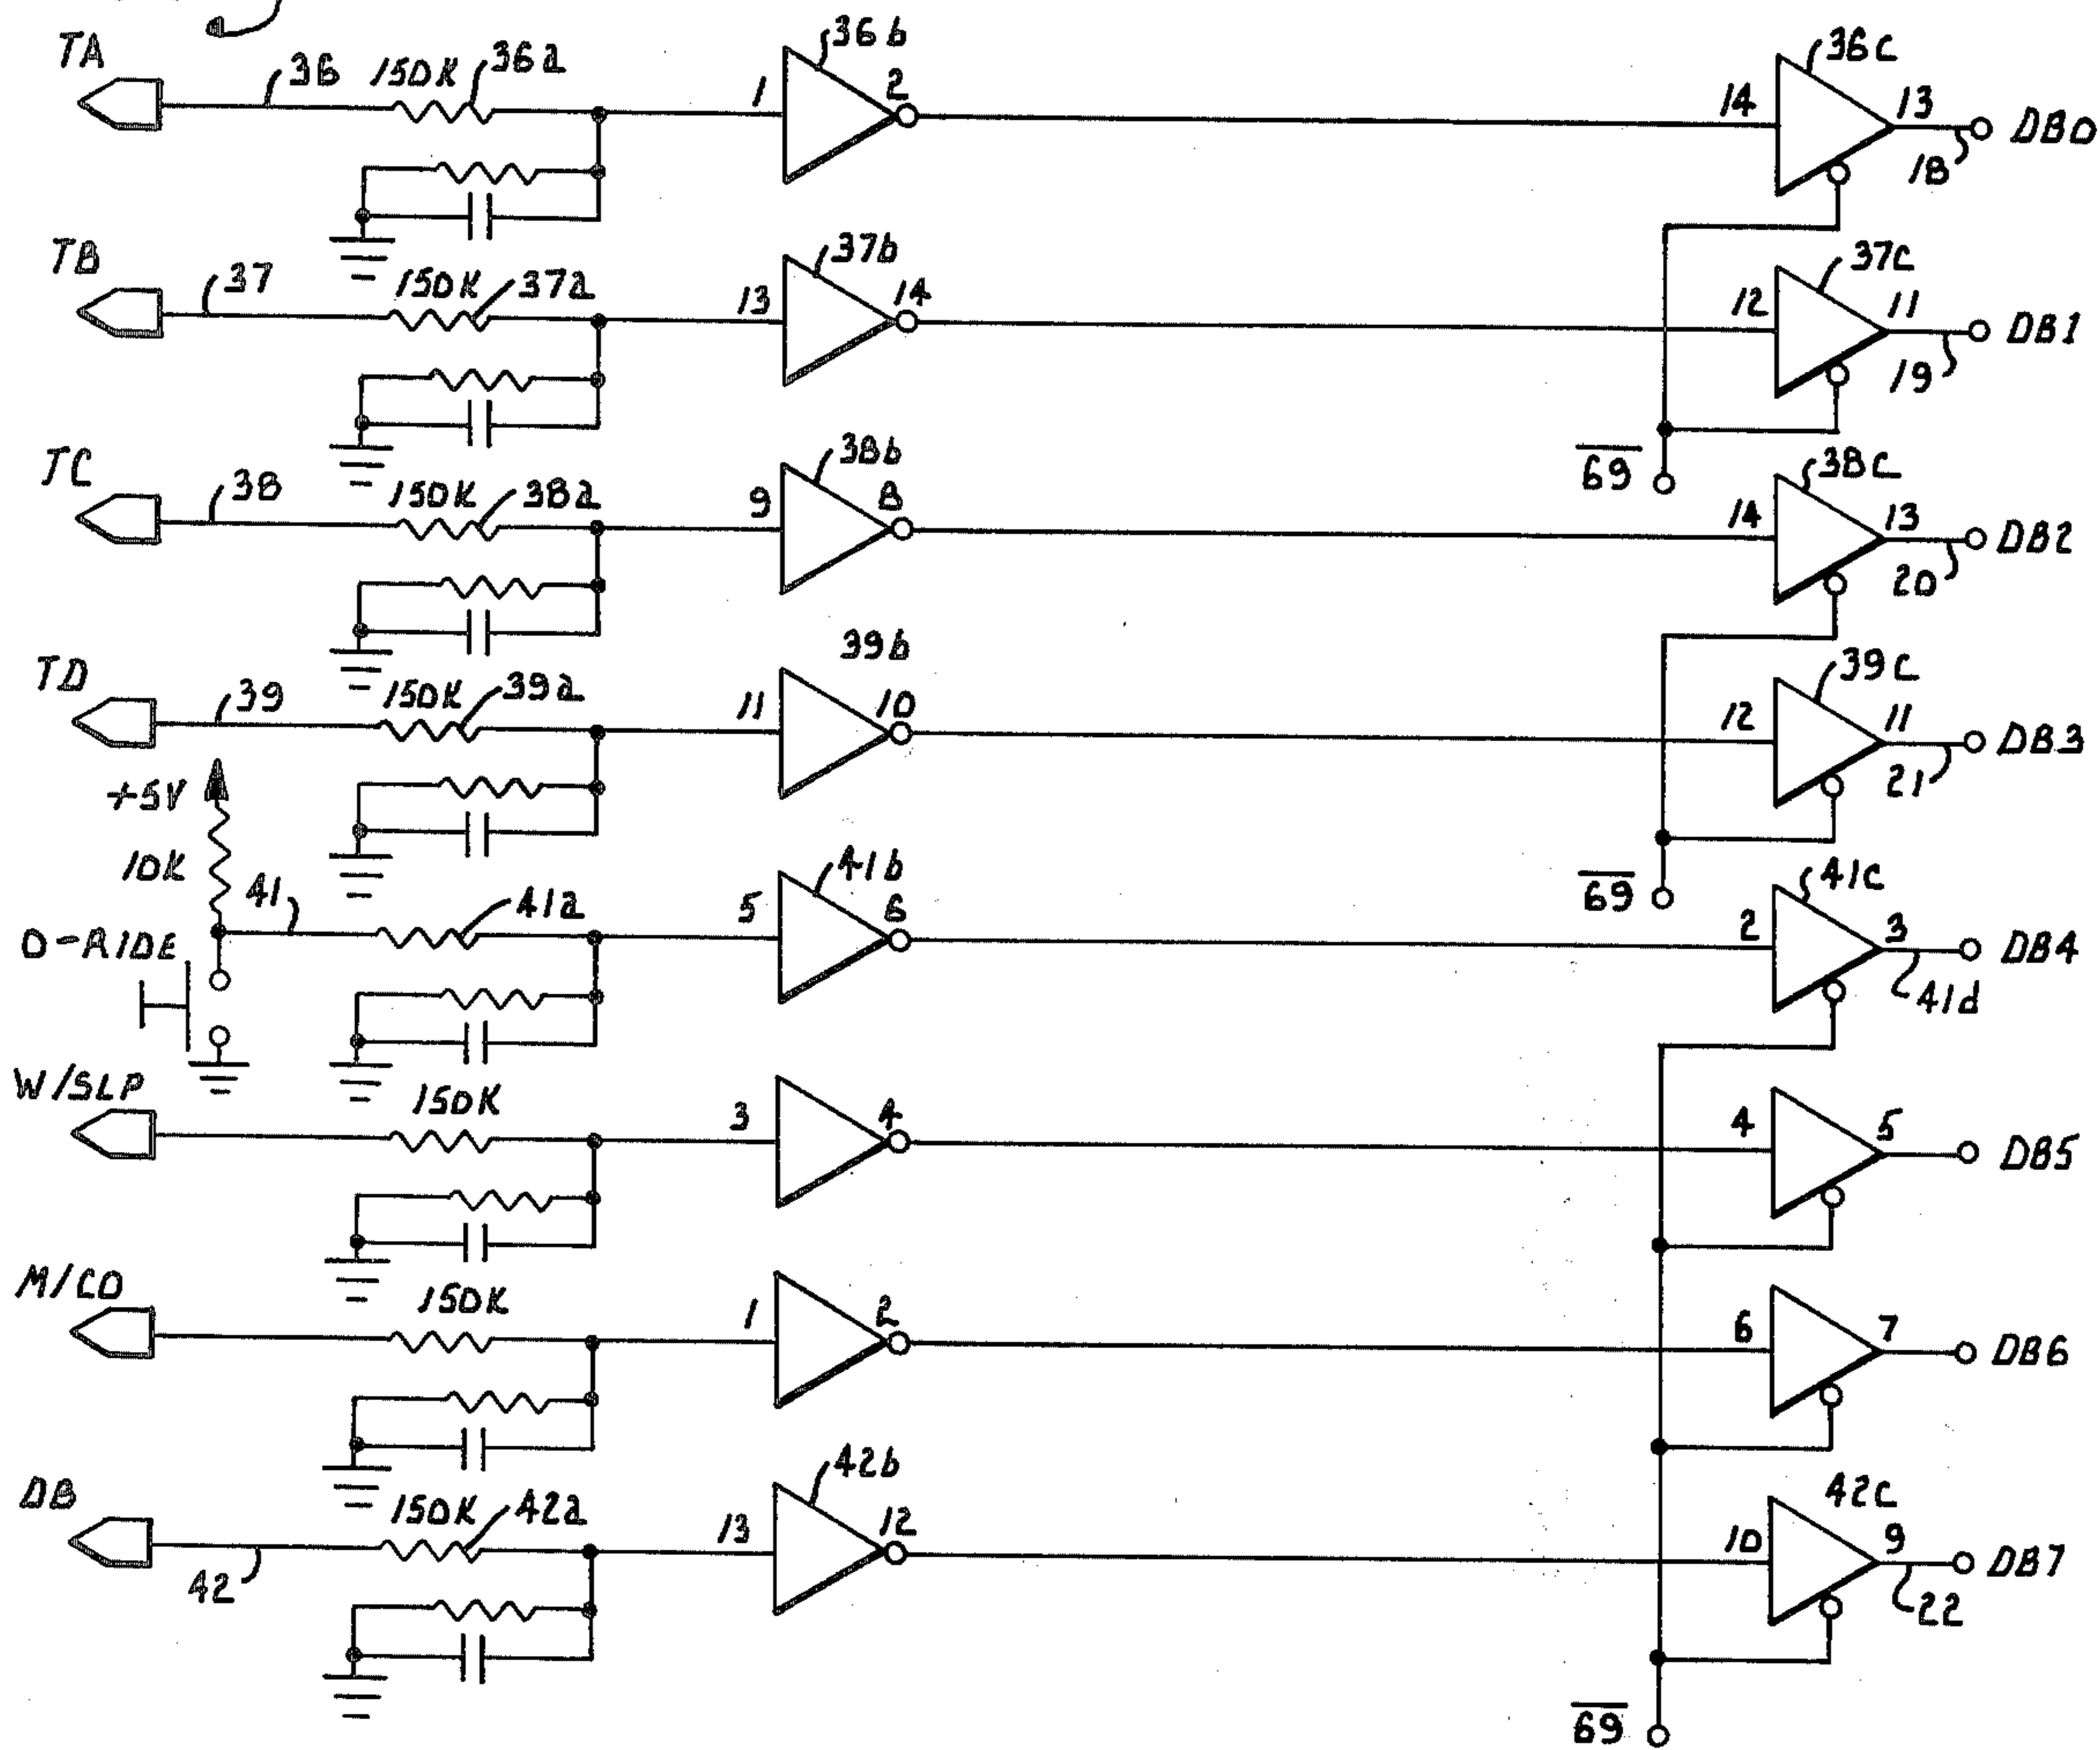 TA 36 150K 36a 1 36b 2 14 36c 13 18 DB0
TB 37 150K 37a 13 37b 14 12 37c 11 19 DB1
69
TC 38 150K 38a 9 38b 8 14 38c 13 20 DB2
TD 39 150K 39a 11 39b 10 12 39c 11 21 DB3
69
+5V
10K
O-RIDE 41 41a 5 41b 6 2 41c 3 41d DB4
W/SLP 150K 3 4 4 5 DB5
M/CO 150K 1 2 6 7 DB6
DB 42 150K 42a 13 42b 12 10 42c 9 22 DB7
69